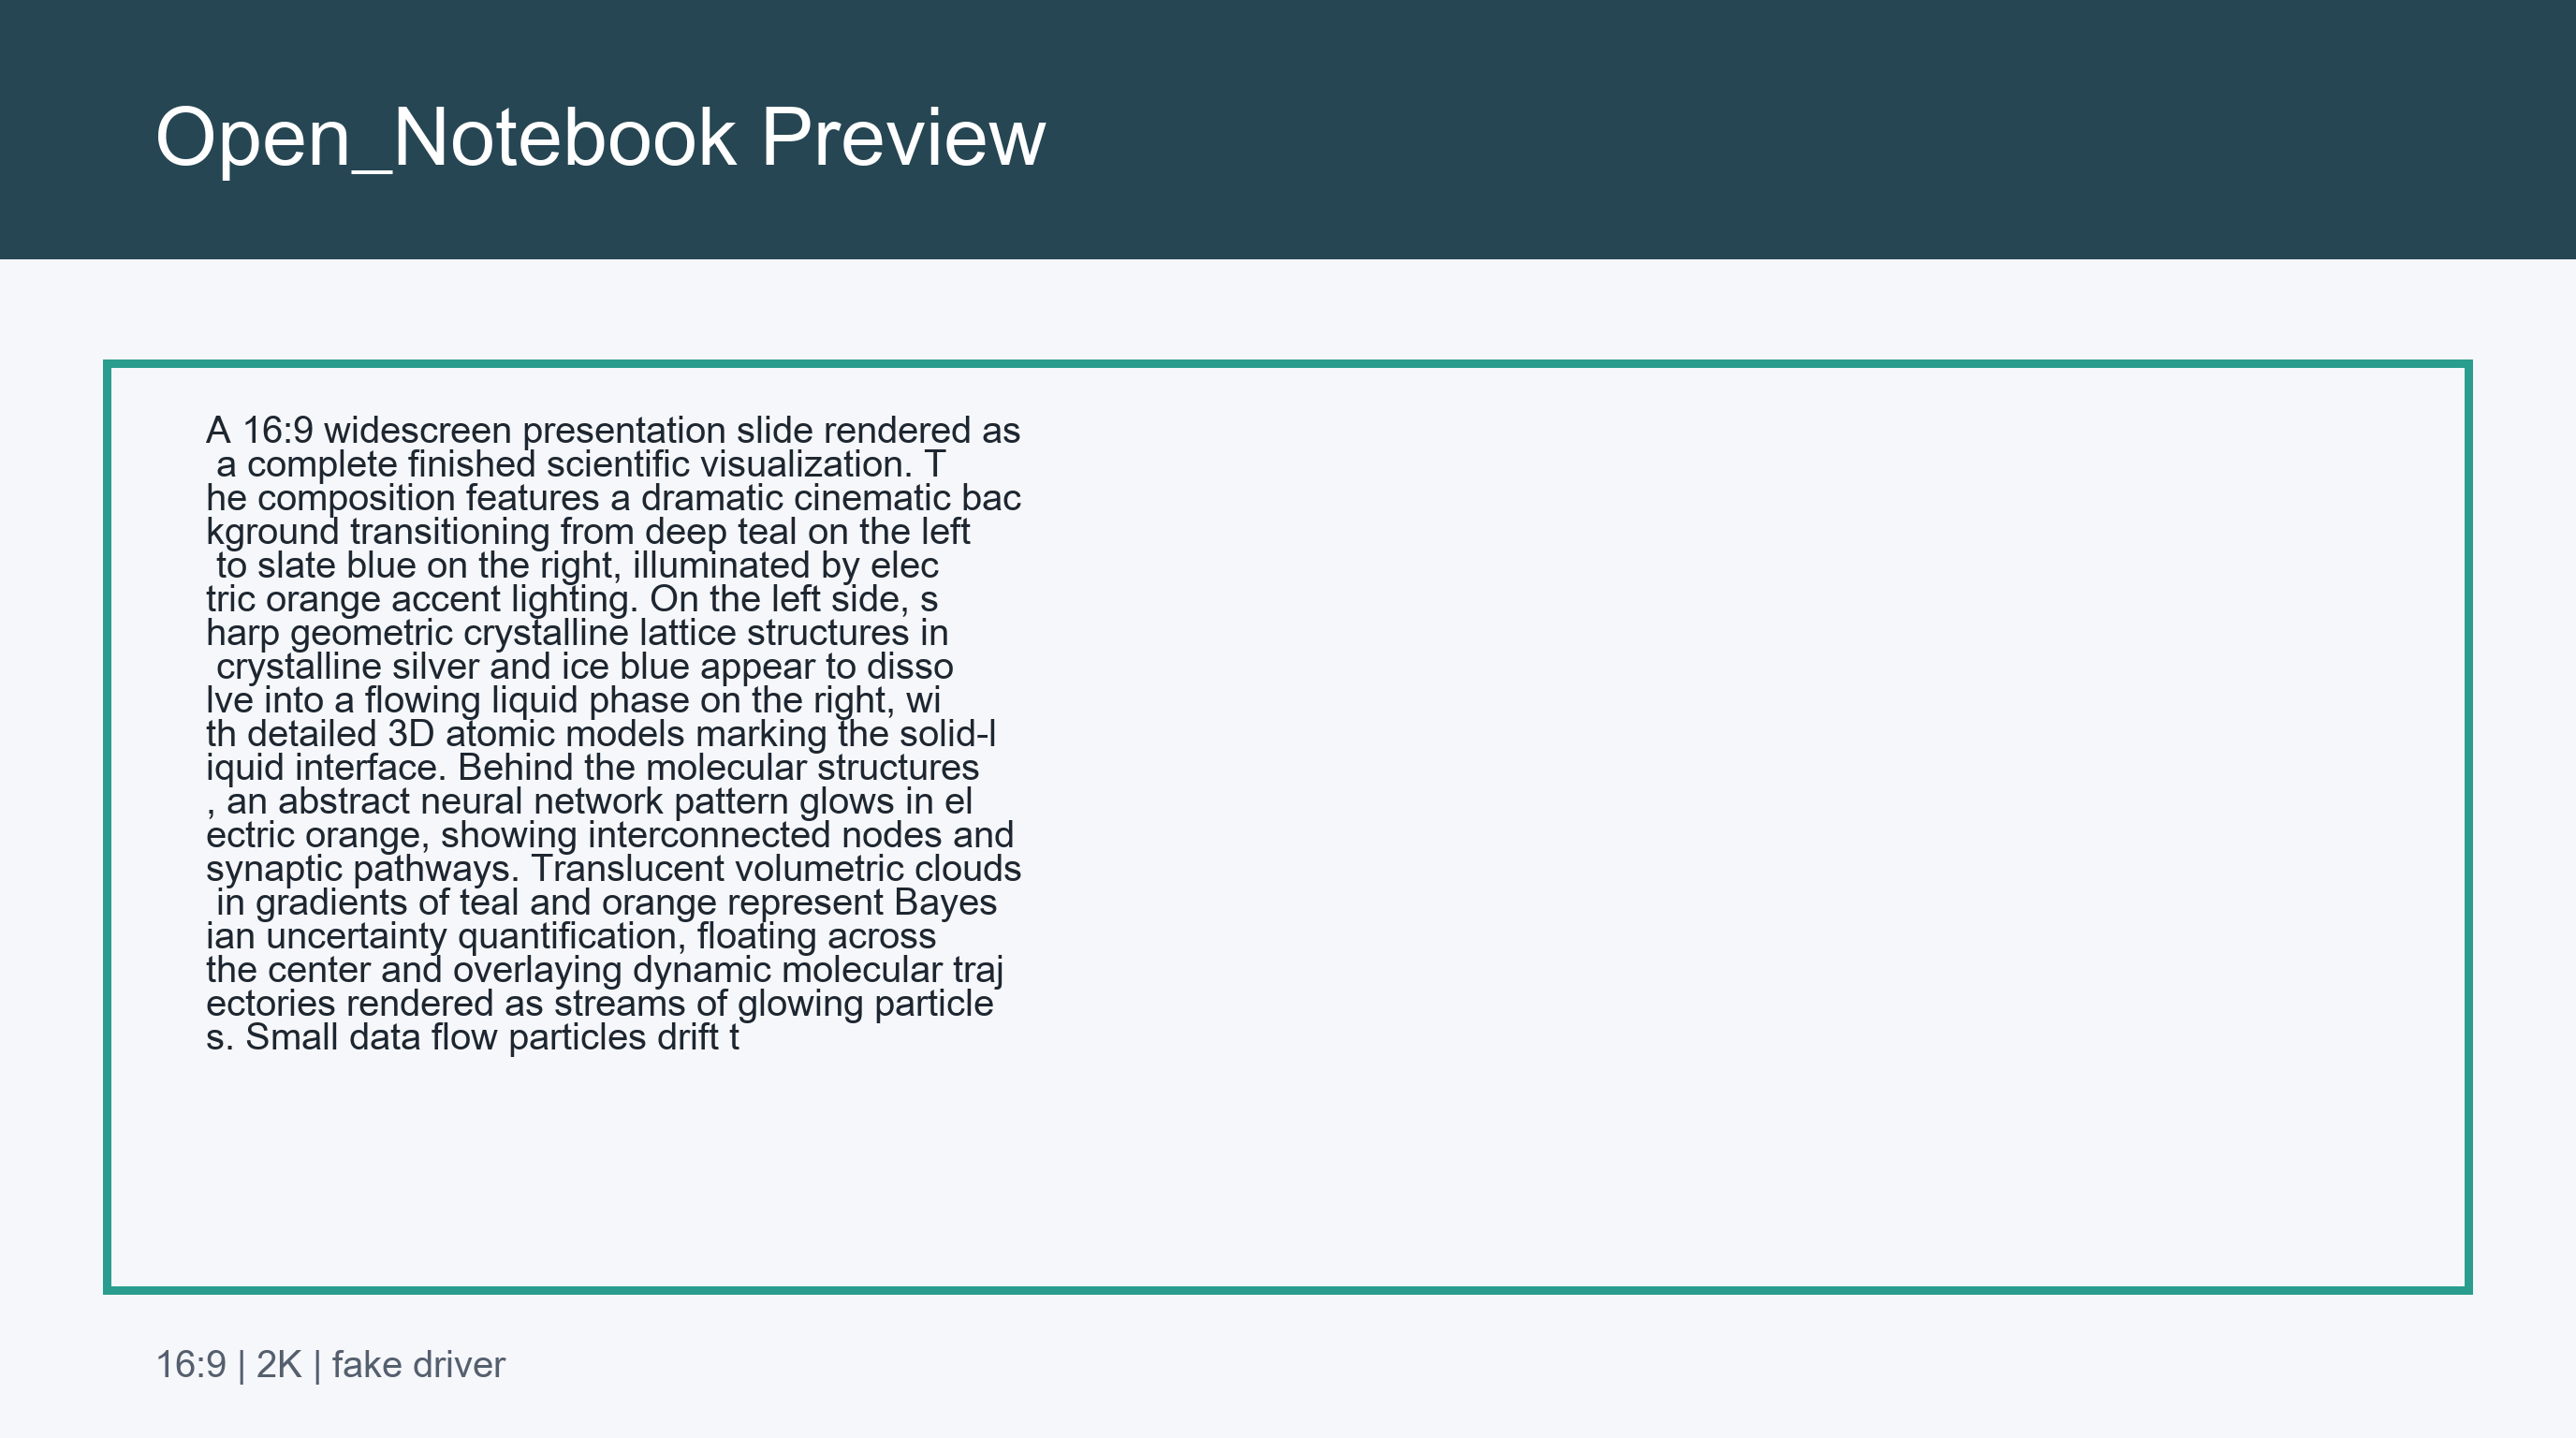 Open_Notebook Preview
A 16:9 widescreen presentation slide rendered as
 a complete finished scientific visualization. T
he composition features a dramatic cinematic bac
kground transitioning from deep teal on the left
 to slate blue on the right, illuminated by elec
tric orange accent lighting. On the left side, s
harp geometric crystalline lattice structures in
 crystalline silver and ice blue appear to disso
lve into a flowing liquid phase on the right, wi
th detailed 3D atomic models marking the solid-l
iquid interface. Behind the molecular structures
, an abstract neural network pattern glows in el
ectric orange, showing interconnected nodes and
synaptic pathways. Translucent volumetric clouds
 in gradients of teal and orange represent Bayes
ian uncertainty quantification, floating across
the center and overlaying dynamic molecular traj
ectories rendered as streams of glowing particle
s. Small data flow particles drift t
16:9 | 2K | fake driver